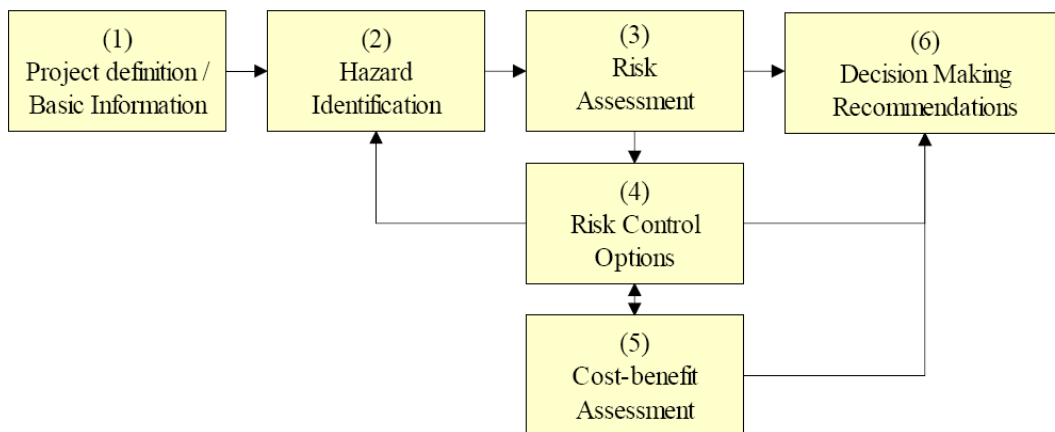 (1)
Project definition /
Basic Information
(2)
Hazard
Identification
(3)
Risk
Assessment
(6)
Decision Making
Recommendations
(4)
Risk Control
Options
(5)
Cost-benefit
Assessment